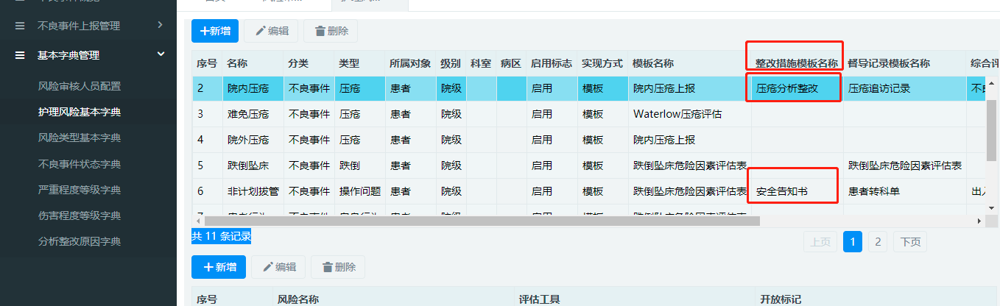 不良事件上报管理
基本字典管理
风险审核人员配置
护理风险基本字典
风险类型基本字典
不良事件状态字典
严重程度等级字典
伤害程度等级字典
分析整改原因字典
+新增 编辑 删除
序号 名称 分类 类型 所属对象 级别 科室 病区 启用标志 实现方式 模板名称 整改措施模板名称 督导记录模板名称 综合评
2 院内压疮 不良事件 压疮 患者 院级 启用 模板 院内压疮上报 压疮分析整改 压疮追访记录 不良
3 难免压疮 不良事件 压疮 患者 院级 启用 模板 Waterlow压疮评估
4 院外压疮 不良事件 压疮 患者 院级 启用 模板 院内压疮上报
5 跌倒坠床 不良事件 跌倒 患者 院级 启用 模板 跌倒坠床危险因素评估表 跌倒坠床危险因素评估表
6 非计划拔管 不良事件 操作问题 患者 院级 启用 模板 跌倒坠床危险因素评估表 安全告知书 患者转科单 出入
共 11 条记录
上页 1 2 下页
+新增 编辑 删除
序号 风险名称 评估工具 开放标记